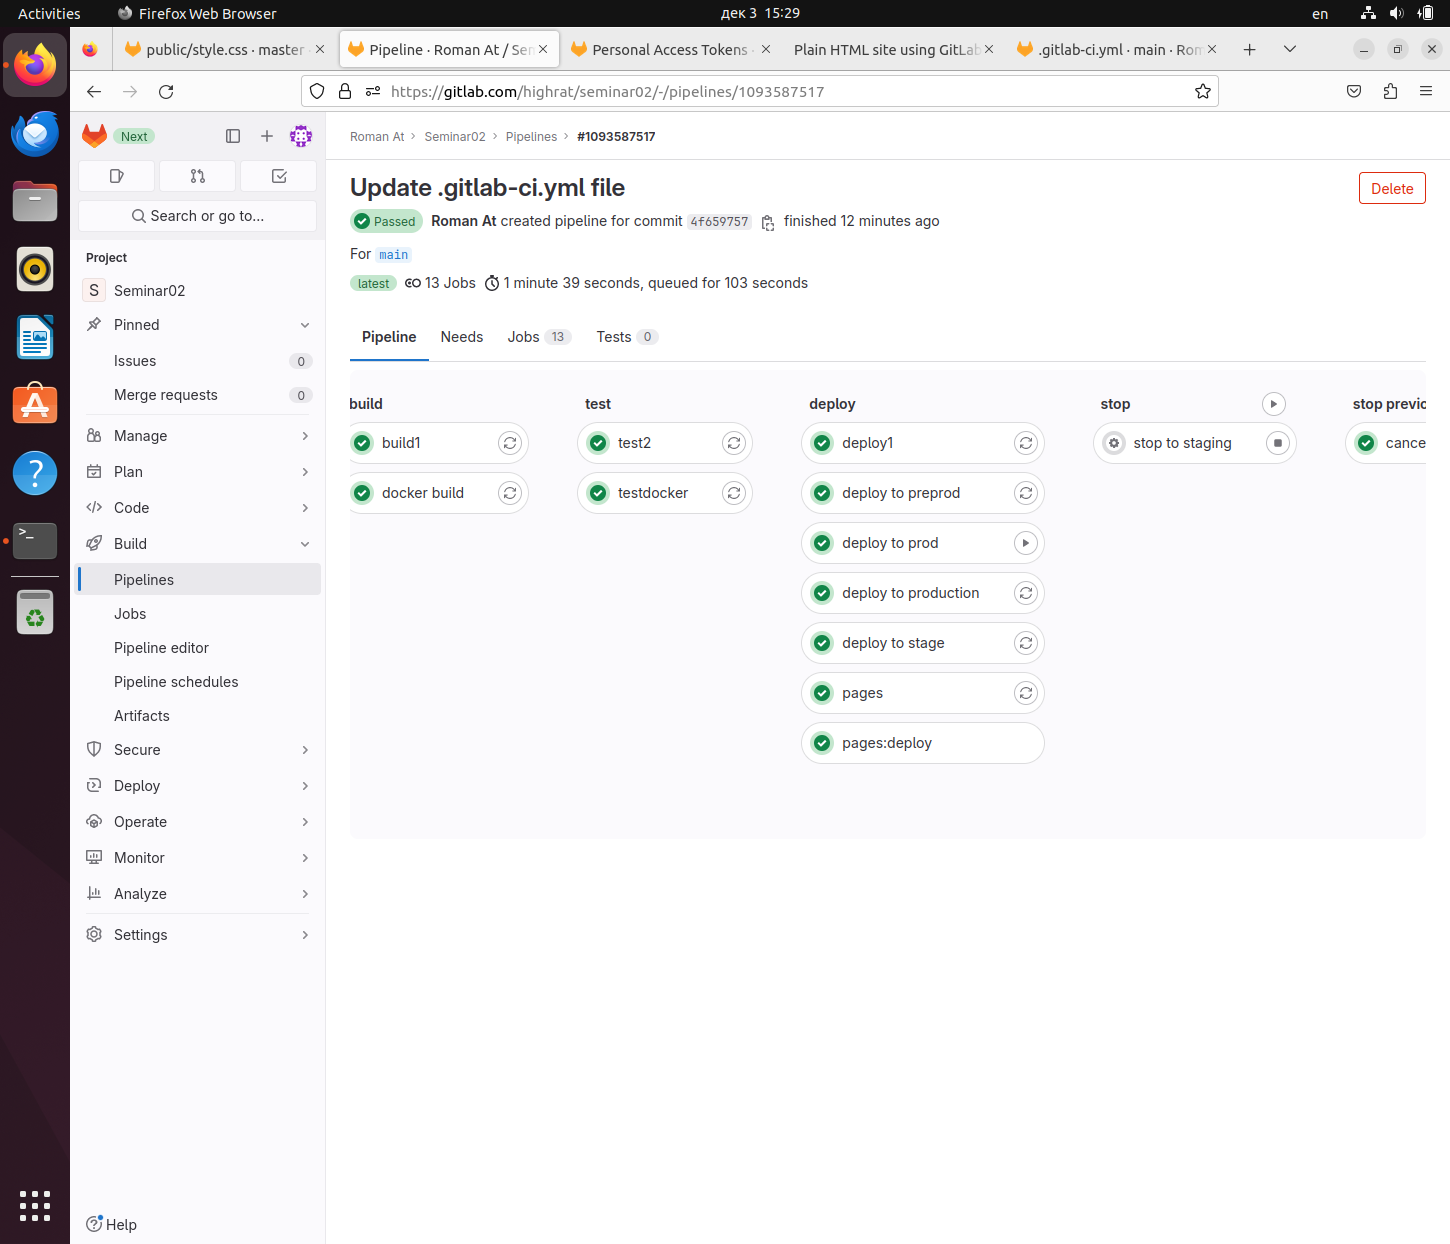 Activities
Firefox Web Browser
дек 3 15:29
en
public/style.css · master
Pipeline · Roman At / Sem
Personal Access Tokens ·
Plain HTML site using GitLab
.gitlab-ci.yml · main · Rom
https://gitlab.com/highrat/seminar02/-/pipelines/1093587517
Next
Search or go to...
Project
S Seminar02
Pinned
Issues 0
Merge requests 0
Manage
Plan
Code
Build
Pipelines
Jobs
Pipeline editor
Pipeline schedules
Artifacts
Secure
Deploy
Operate
Monitor
Analyze
Settings
Help
Roman At › Seminar02 › Pipelines › #1093587517
Update .gitlab-ci.yml file
Delete
Passed Roman At created pipeline for commit 4f659757 finished 12 minutes ago
For main
latest 13 Jobs 1 minute 39 seconds, queued for 103 seconds
Pipeline Needs Jobs 13 Tests 0
build
build1
docker build
test
test2
testdocker
deploy
deploy1
deploy to preprod
deploy to prod
deploy to production
deploy to stage
pages
pages:deploy
stop
stop to staging
stop previo
cance